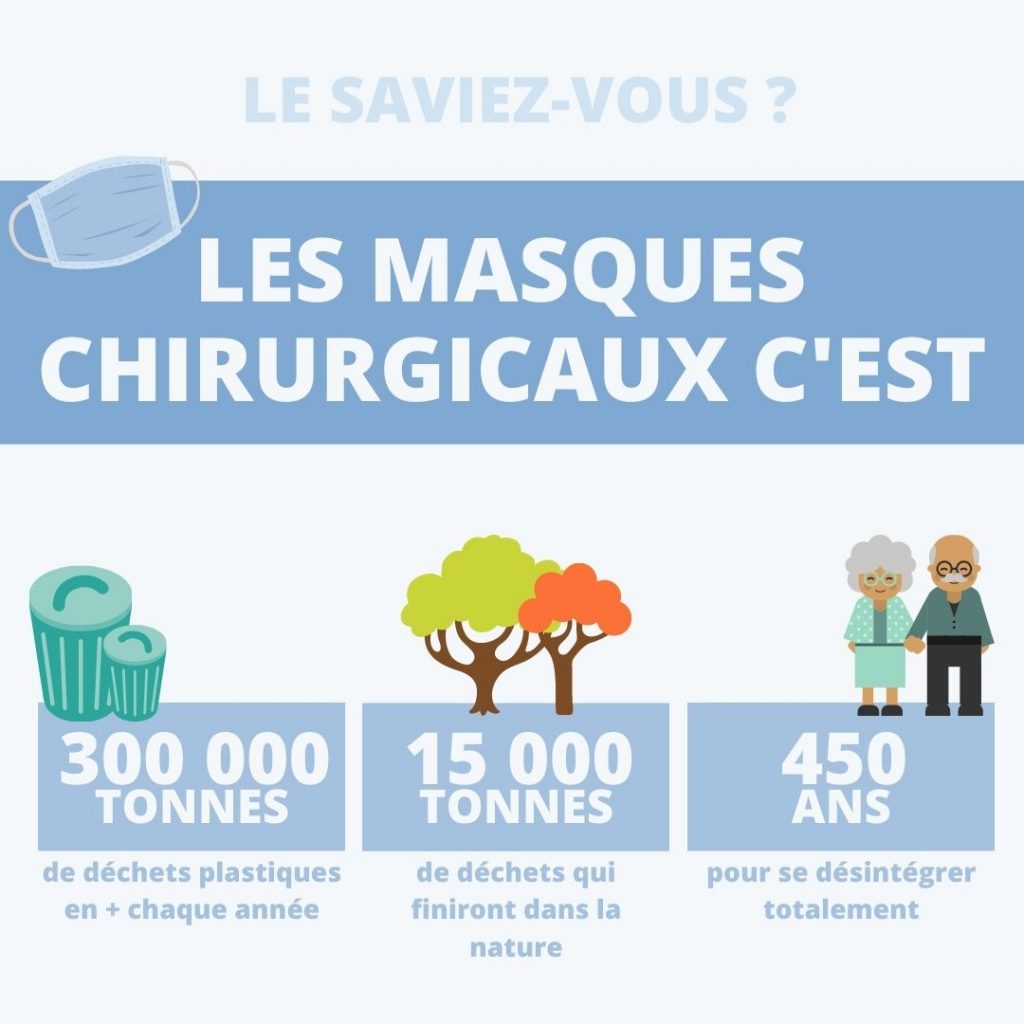 LE SAVIEZ-VOUS ?
LES MASQUES
CHIRURGICAUX C'EST
300 000
TONNES
de déchets plastiques
en + chaque année
15 000
TONNES
de déchets qui
finiront dans la
nature
450
ANS
pour se désintégrer
totalement